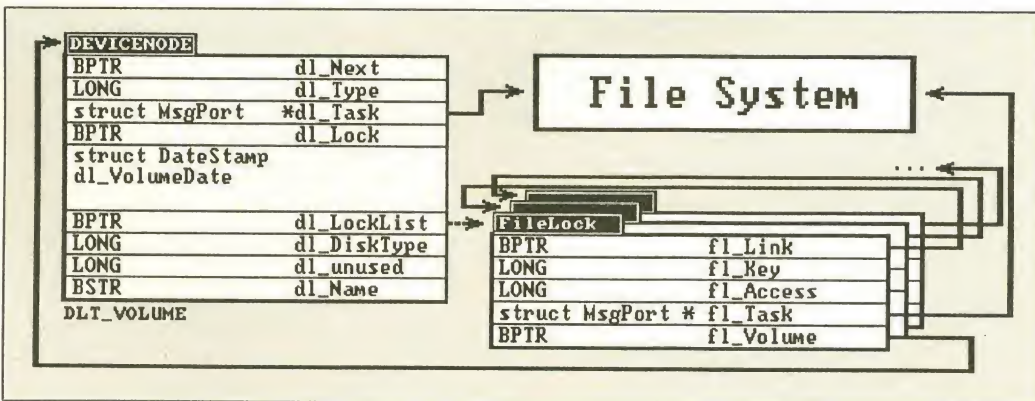 DEVICENODE
BPTR dl_Next
LONG dl_Type
struct MsgPort *dl_Task
BPTR dl_Lock
struct DateStamp
dl_VolumeDate
BPTR dl_LockList
LONG dl_DiskType
LONG dl_unused
BSTR dl_Name
DLT_VOLUME
File System
...
FileLock
BPTR fl_Link
LONG fl_Key
LONG fl_Access
struct MsgPort * fl_Task
BPTR fl_Volume